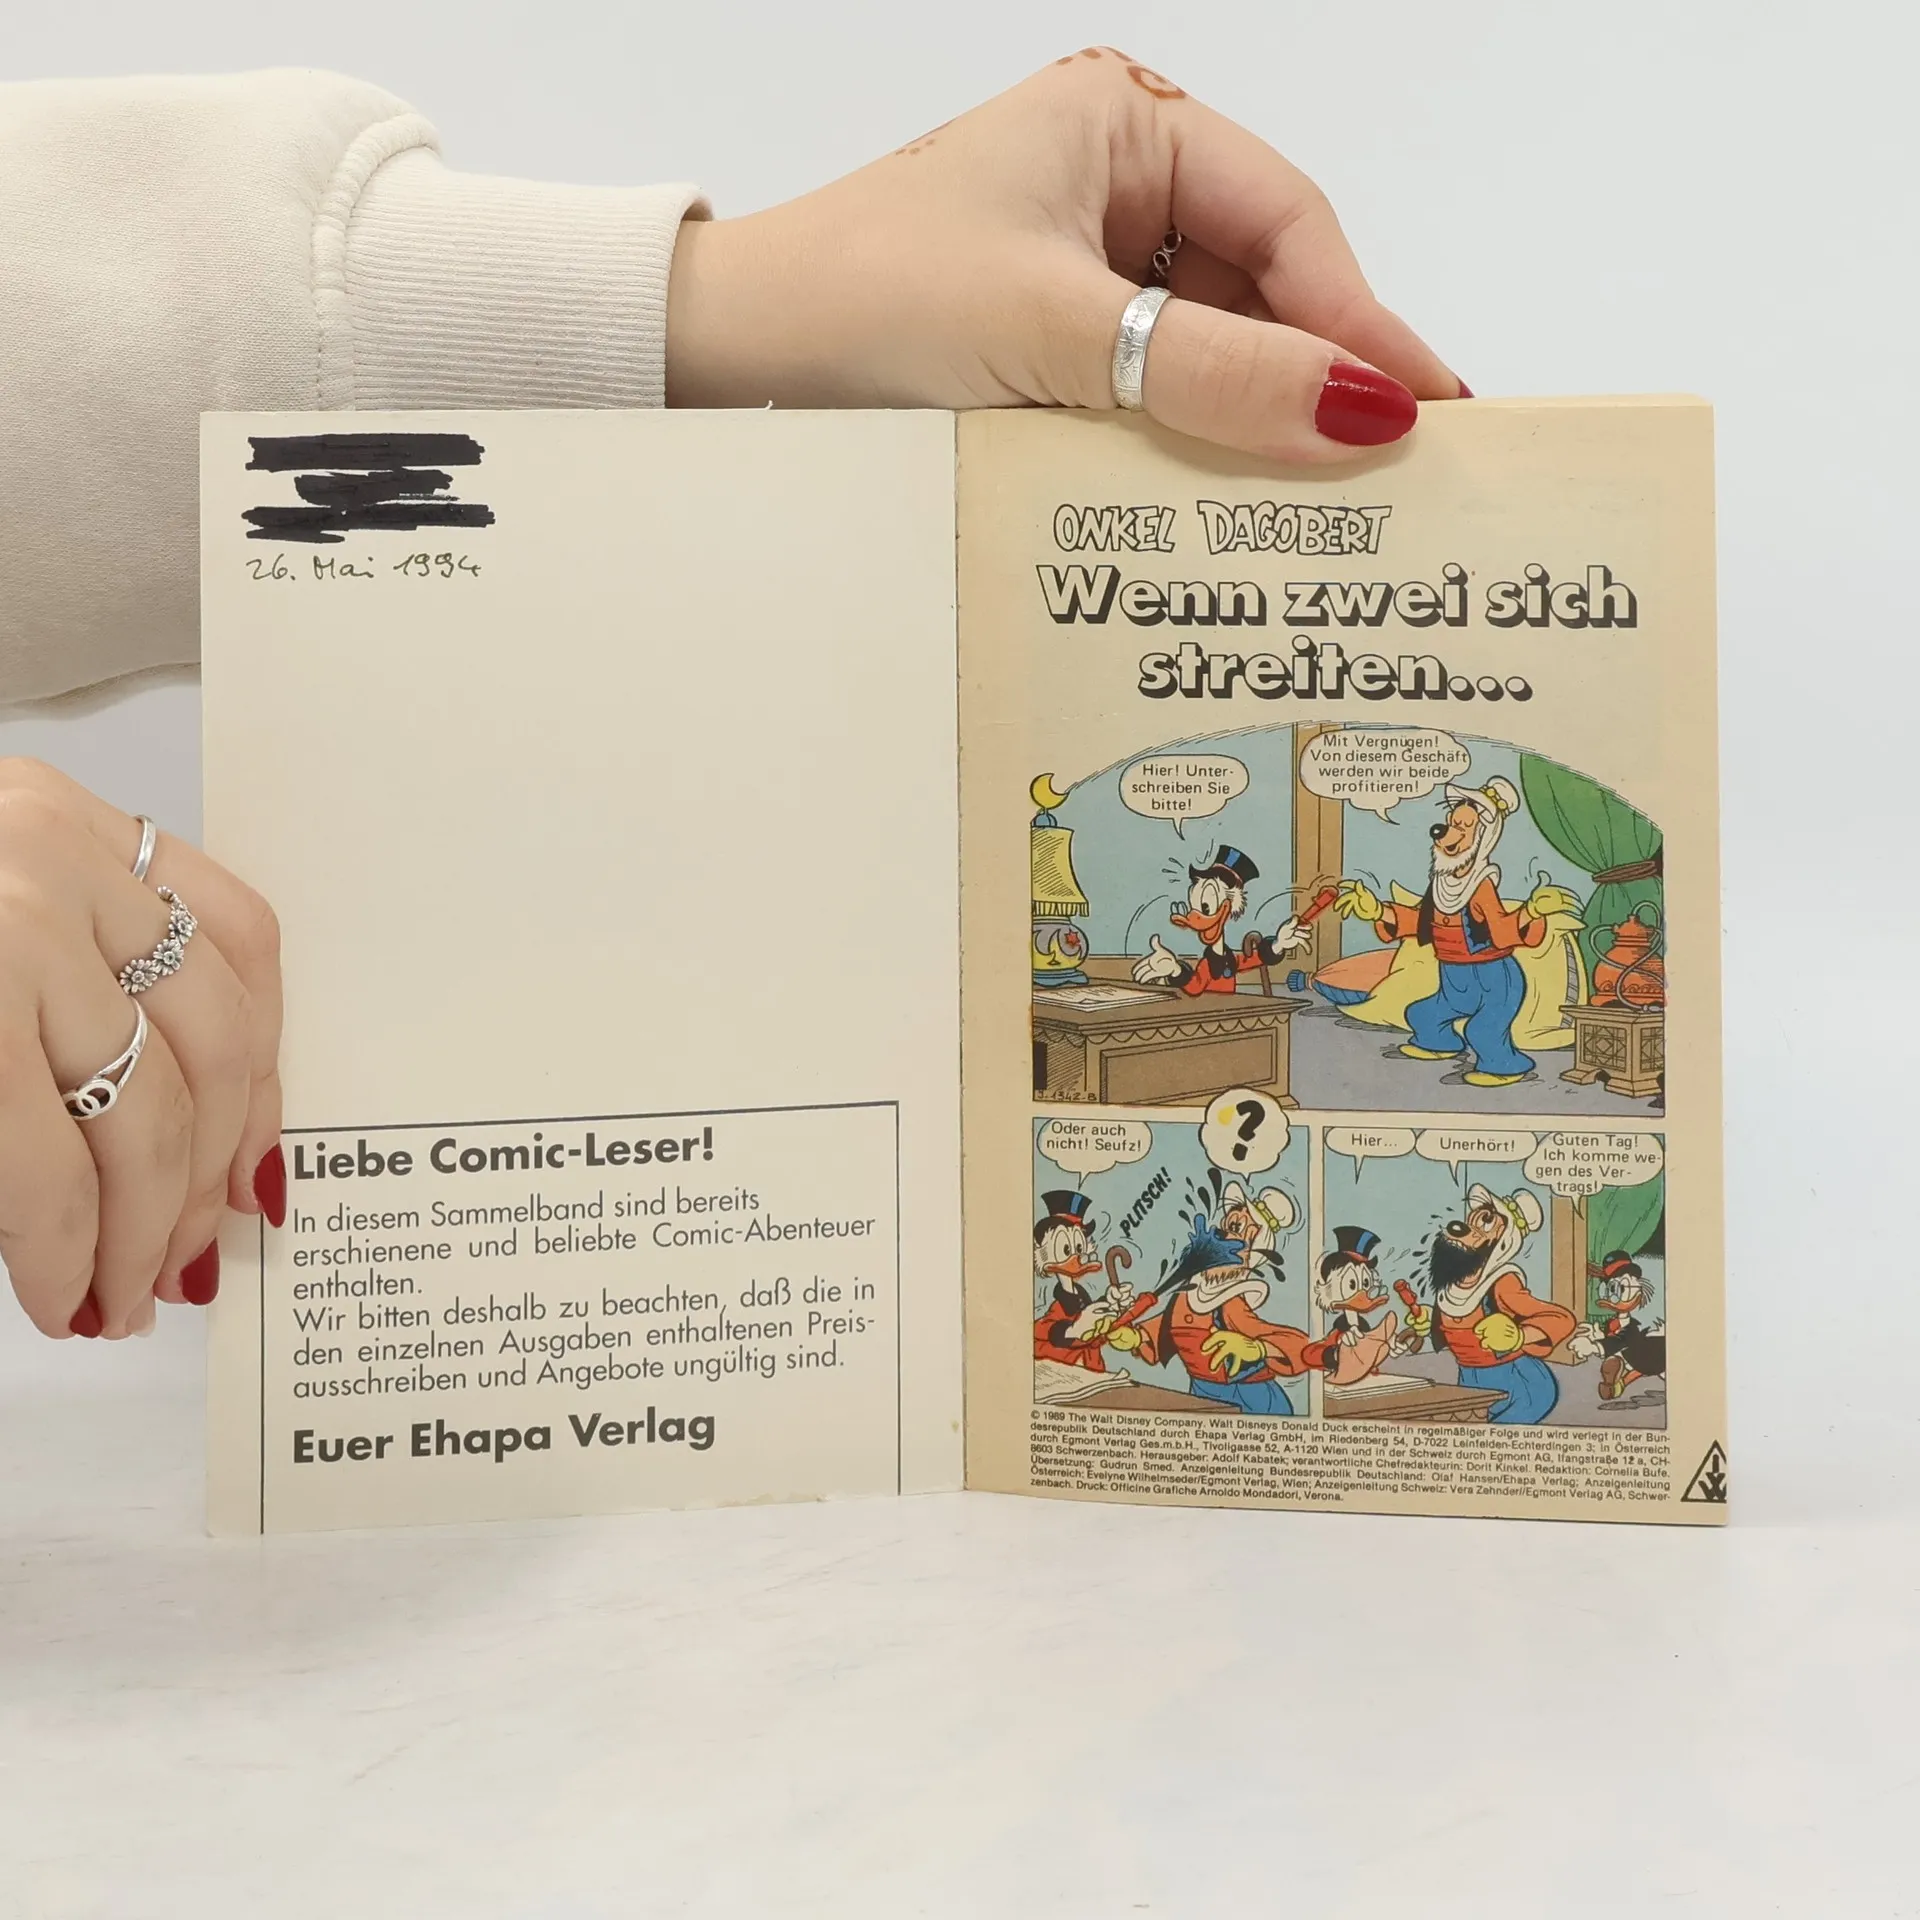 26. Mai 1994
Liebe Comic-Leser!
In diesem Sammelband sind bereits
erschienene und beliebte Comic-Abenteuer
enthalten.
Wir bitten deshalb zu beachten, daß die in
den einzelnen Ausgaben enthaltenen Preis-
ausschreiben und Angebote ungültig sind.
Euer Ehapa Verlag
ONKEL DAGOBERT
Wenn zwei sich
streiten...
Hier! Unter-
schreiben Sie
bitte!
Mit Vergnügen!
Von diesem Geschäft
werden wir beide
profitieren!
J.1342-B
Oder auch
nicht! Seufz!
PLITSCH!
?
Hier...
Unerhört!
Guten Tag!
Ich komme we-
gen des Ver-
trags!
© 1989 The Walt Disney Company. Walt Disneys Donald Duck erscheint in regelmäßiger Folge und wird verlegt in der Bun-
desrepublik Deutschland durch Ehapa Verlag GmbH, im Riedenberg 54, D-7022 Leinfelden-Echterdingen 3; in Österreich
durch Egmont Verlag Ges.m.b.H., Tivoligasse 52, A-1120 Wien und in der Schweiz durch Egmont AG, Ifangstraße 12 a, CH-
8603 Schwerzenbach. Herausgeber: Adolf Kabatek; verantwortliche Chefredakteurin: Dorit Kinkel. Redaktion: Cornelia Bufe.
Übersetzung: Gudrun Smed. Anzeigenleitung Bundesrepublik Deutschland: Olaf Hansen/Ehapa Verlag; Anzeigenleitung
Österreich: Evelyne Wilhelmseder/Egmont Verlag, Wien; Anzeigenleitung Schweiz: Vera Zehnder/Egmont Verlag AG, Schwer-
zenbach. Druck: Officine Grafiche Arnoldo Mondadori, Verona.